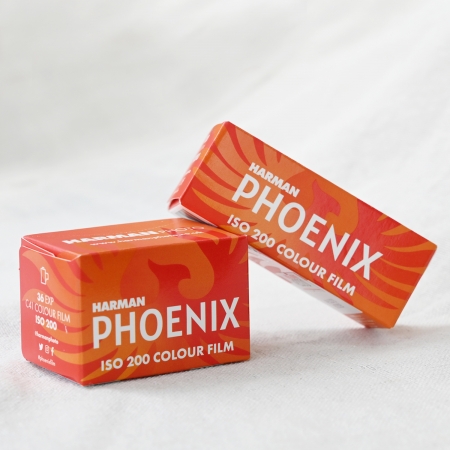 HARMAN
PHOENIX
ISO 200 COLOUR FILM
HARMAN
36 EXP
C41 COLOUR FILM
ISO 200
HARMAN
PHOENIX
ISO 200 COLOUR FILM